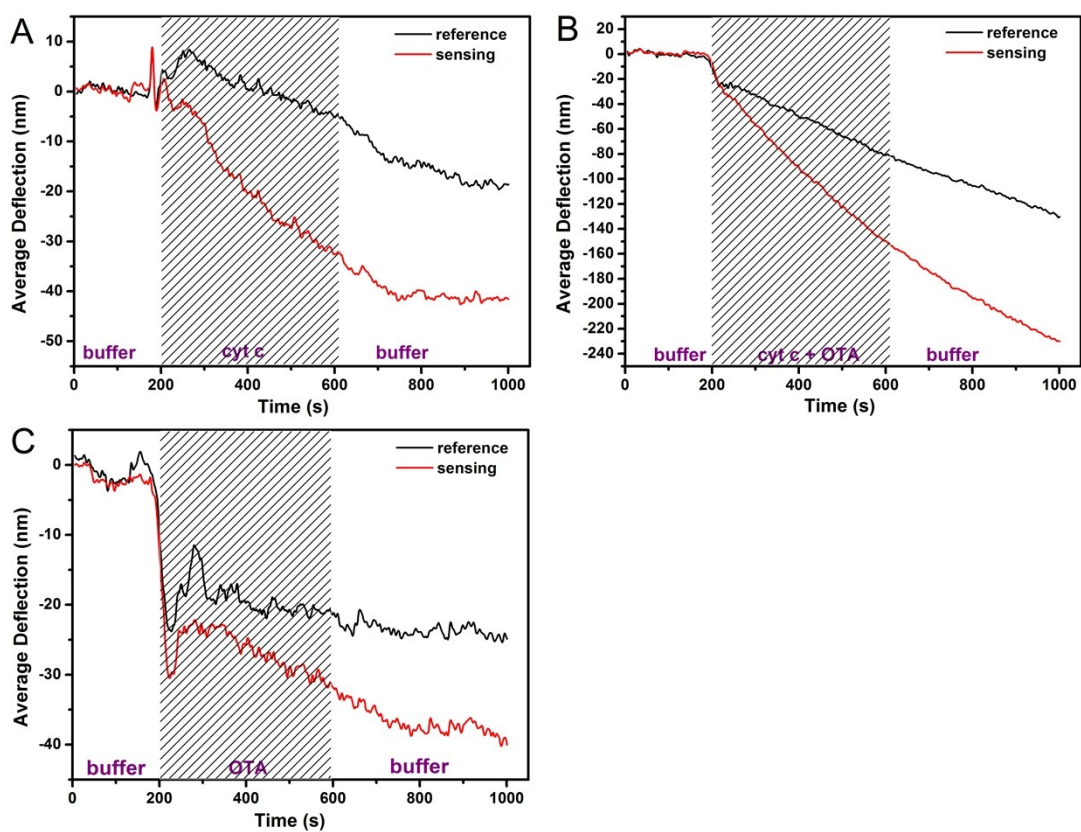 A
10
0
-10
-20
-30
-40
-50
Average Deflection (nm)
reference
sensing
buffer
cyt c
buffer
0
200
400
600
800
1000
Time (s)
B
20
0
-20
-40
-60
-80
-100
-120
-140
-160
-180
-200
-220
-240
Average Deflection (nm)
reference
sensing
buffer
cyt c + OTA
buffer
0
200
400
600
800
1000
Time (s)
C
0
-10
-20
-30
-40
Average Deflection (nm)
reference
sensing
buffer
OTA
buffer
0
200
400
600
800
1000
Time (s)